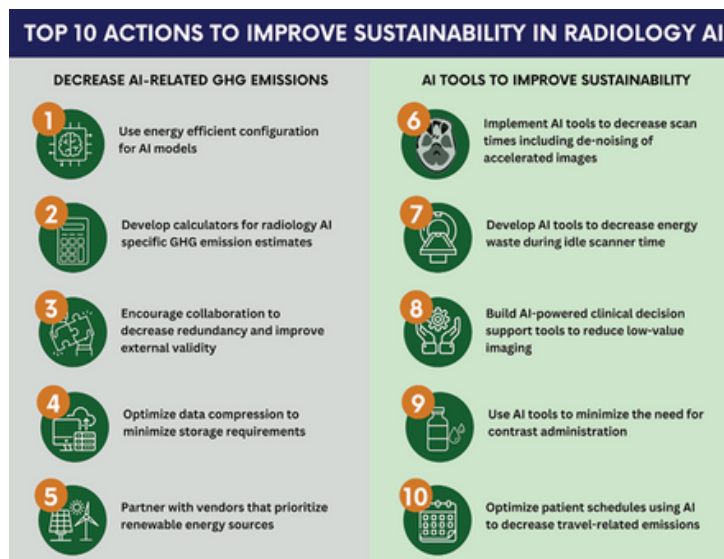 TOP 10 ACTIONS TO IMPROVE SUSTAINABILITY IN RADIOLOGY AI
DECREASE AI-RELATED GHG EMISSIONS
1
Use energy efficient configuration
for AI models
2
Develop calculators for radiology AI
specific GHG emission estimates
3
Encourage collaboration to
decrease redundancy and improve
external validity
4
Optimize data compression to
minimize storage requirements
5
Partner with vendors that prioritize
renewable energy sources
AI TOOLS TO IMPROVE SUSTAINABILITY
6
Implement AI tools to decrease scan
times including de-noising of
accelerated images
7
Develop AI tools to decrease energy
waste during idle scanner time
8
Build AI-powered clinical decision
support tools to reduce low-value
imaging
9
Use AI tools to minimize the need for
contrast administration
10
Optimize patient schedules using AI
to decrease travel-related emissions